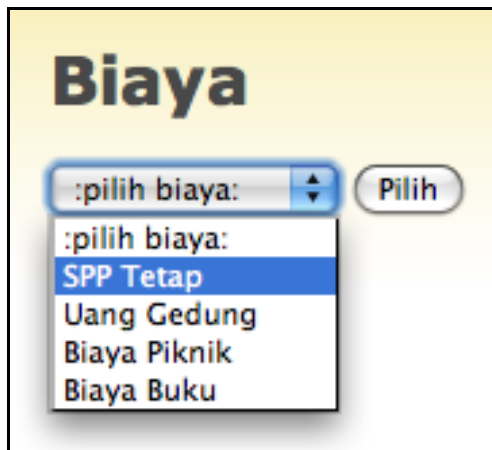 Biaya
:pilih biaya: Pilih
:pilih biaya:
SPP Tetap
Uang Gedung
Biaya Piknik
Biaya Buku